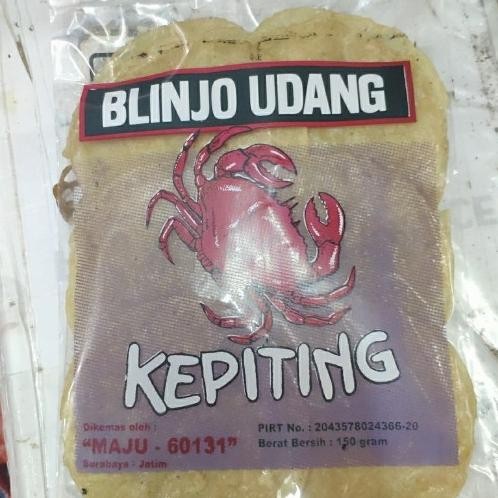 BLINJO UDANG
KEPITING
Dikemas oleh :
"MAJU - 60131"
Surabaya - Jatim
PIRT No. : 2043578024366-20
Berat Bersih : 150 gram